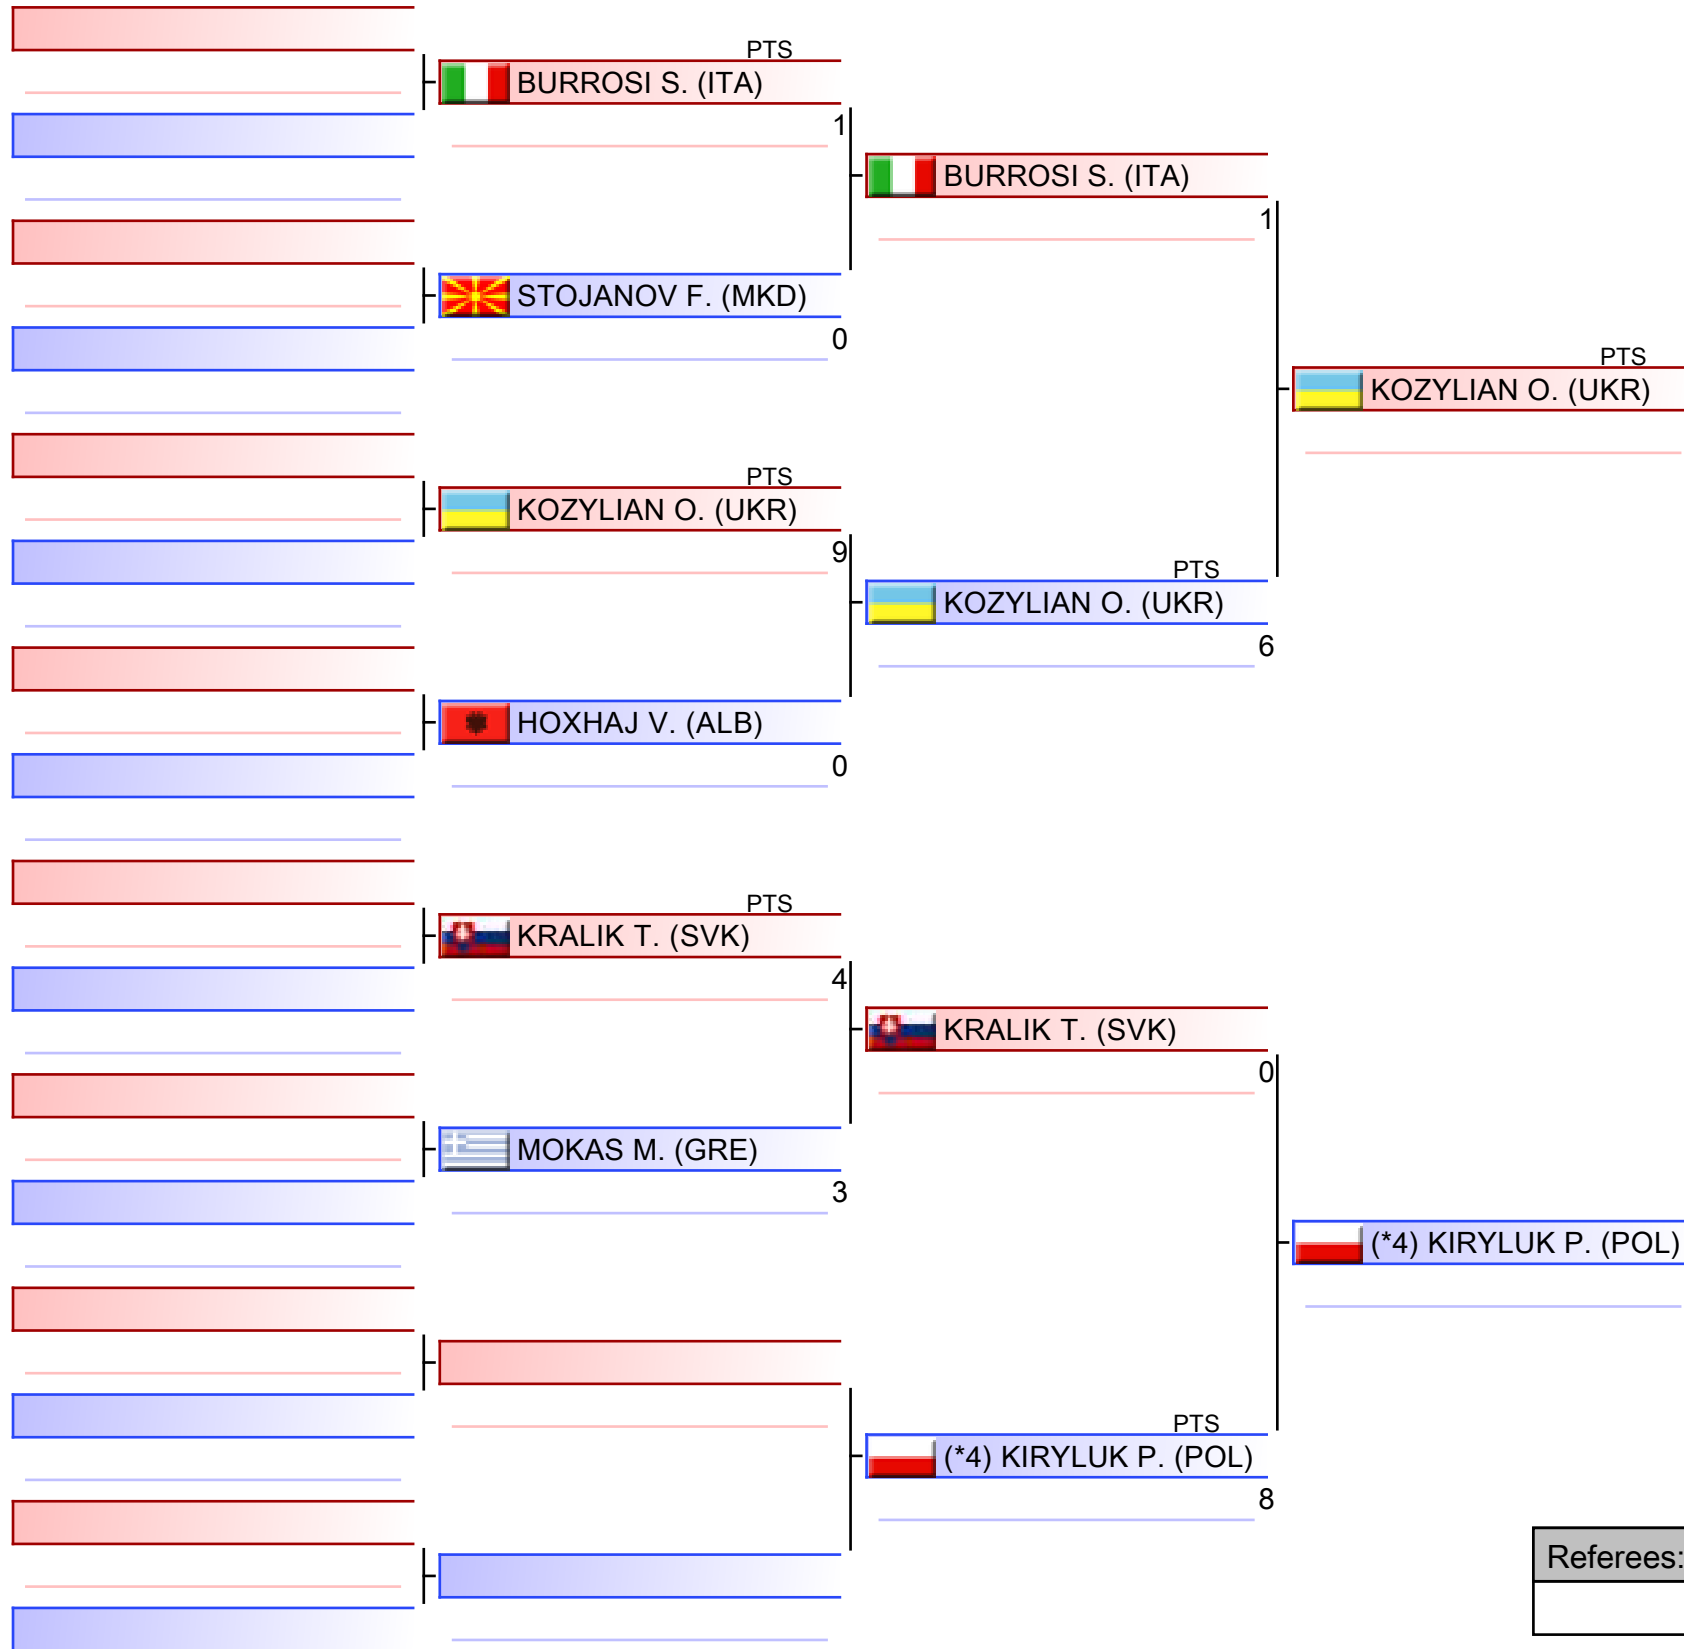 PTS
BURROSI S. (ITA)
1
BURROSI S. (ITA)
1
STOJANOV F. (MKD)
0
PTS
KOZYLIAN O. (UKR)
PTS
KOZYLIAN O. (UKR)
9
PTS
KOZYLIAN O. (UKR)
6
HOXHAJ V. (ALB)
0
PTS
KRALIK T. (SVK)
4
KRALIK T. (SVK)
0
MOKAS M. (GRE)
3
(*4) KIRYLUK P. (POL)
PTS
(*4) KIRYLUK P. (POL)
8
Referees: